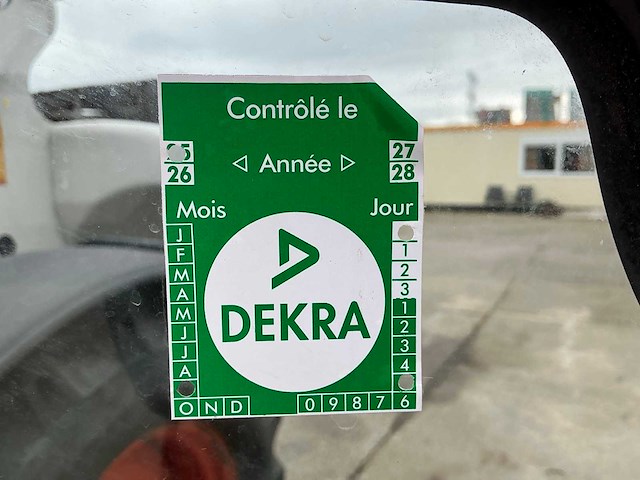 Contrôlé le
27
26
◁ Année ▷
28
Mois
Jour
J
F
M
A
M
J
J
A
1
2
3
1
2
3
4
DEKRA
O N D
0 9 8 7 6